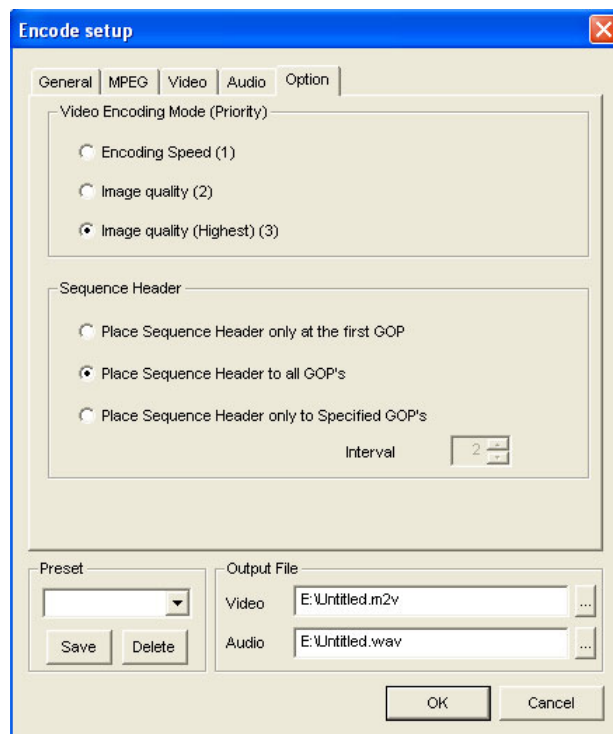 Encode setup
General MPEG Video Audio Option
Video Encoding Mode (Priority)
Encoding Speed (1)
Image quality (2)
Image quality (Highest) (3)
Sequence Header
Place Sequence Header only at the first GOP
Place Sequence Header to all GOP's
Place Sequence Header only to Specified GOP's
Interval 2
Preset
Save Delete
Output File
Video E:\Untitled.m2v ...
Audio E:\Untitled.wav ...
OK Cancel